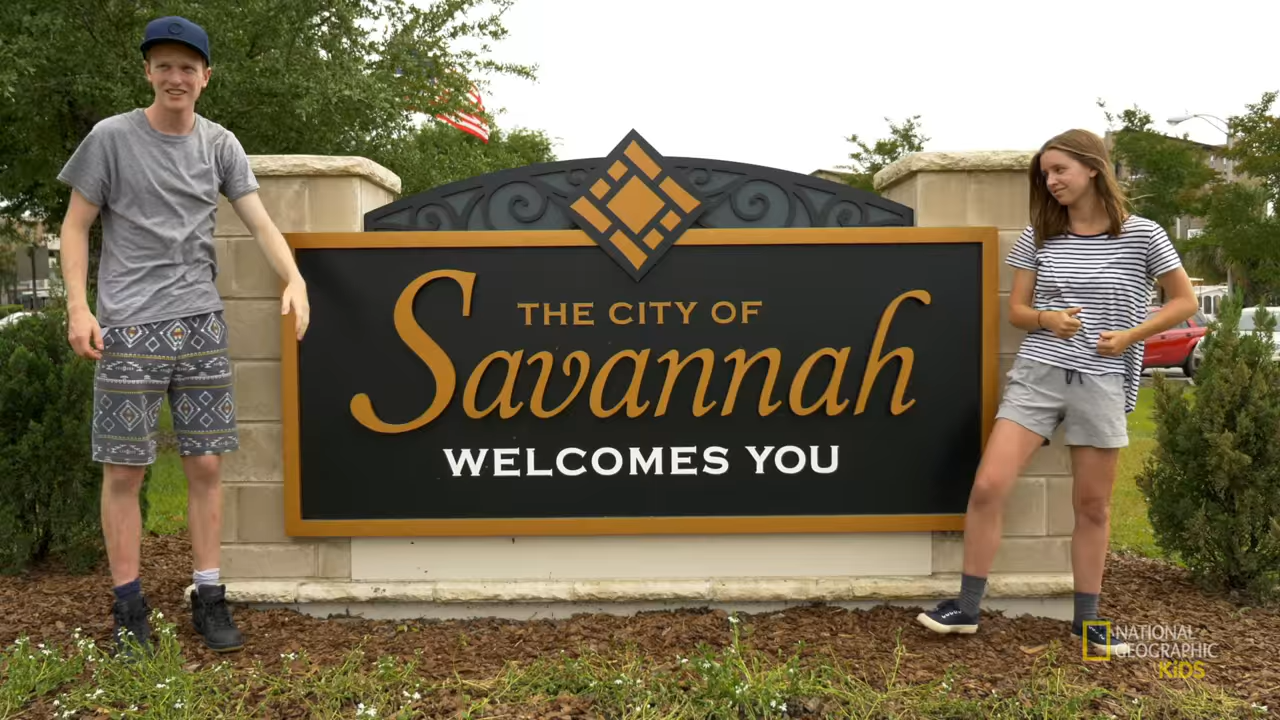 THE CITY OF
Savannah
WELCOMES YOU
NATIONAL
GEOGRAPHIC
KiDS